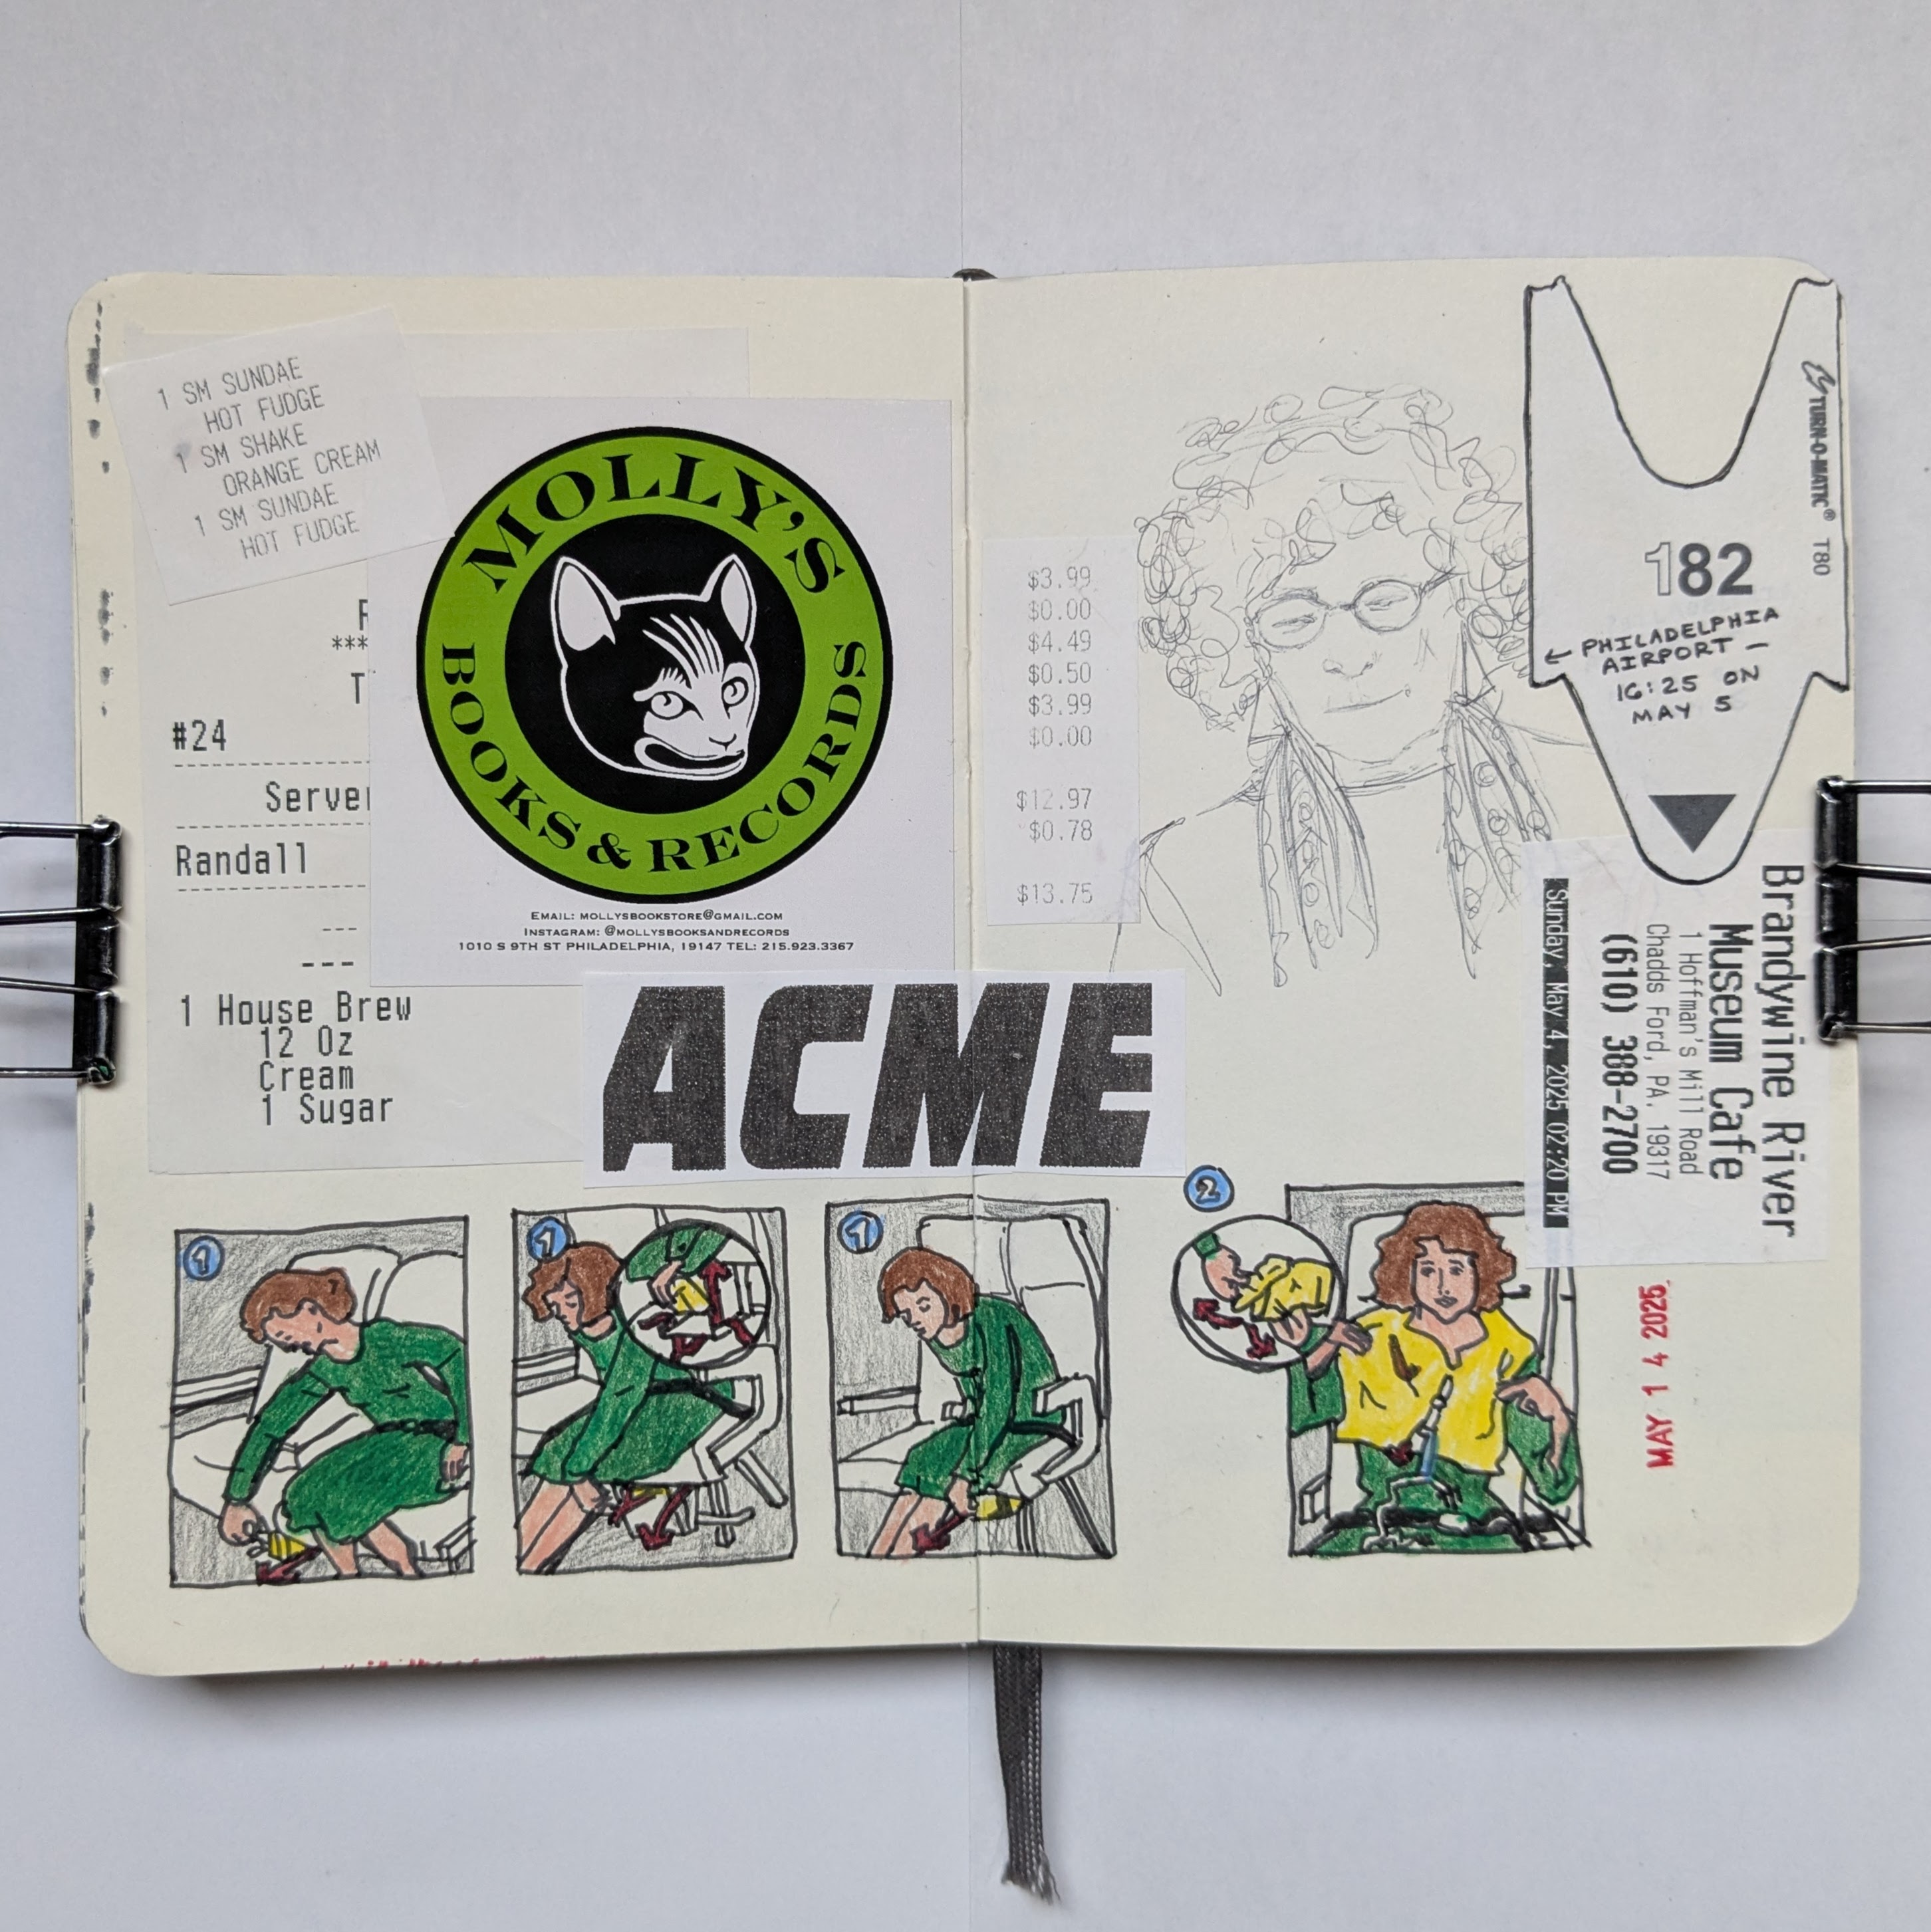 1 SM SUNDAE
HOT FUDGE
1 SM SHAKE
ORANGE CREAM
1 SM SUNDAE
HOT FUDGE
****
#24
Randall
---
---
1 House Brew
12 Oz
Cream
1 Sugar
MOLLY'S
BOOKS & RECORDS
EMAIL: MOLLYSBOOKSTORE@GMAIL.COM
INSTAGRAM: @MOLLYSBOOKSANDRECORDS
1010 S 9TH ST PHILADELPHIA, 19147 TEL: 215.923.3367
ACME
$3.99
$0.00
$4.49
$0.50
$3.99
$0.00
$12.97
$0.78
$13.75
TURN-O-MATIC® T80
182
← PHILADELPHIA
AIRPORT —
16:25 ON
MAY 5
Brandywine River
Museum Cafe
1 Hoffman's Mill Road
Chadds Ford, PA. 19317
(610) 388-2700
Sunday, May 4, 2025 02:20 PM
1
1
1
2
MAY 14 2025